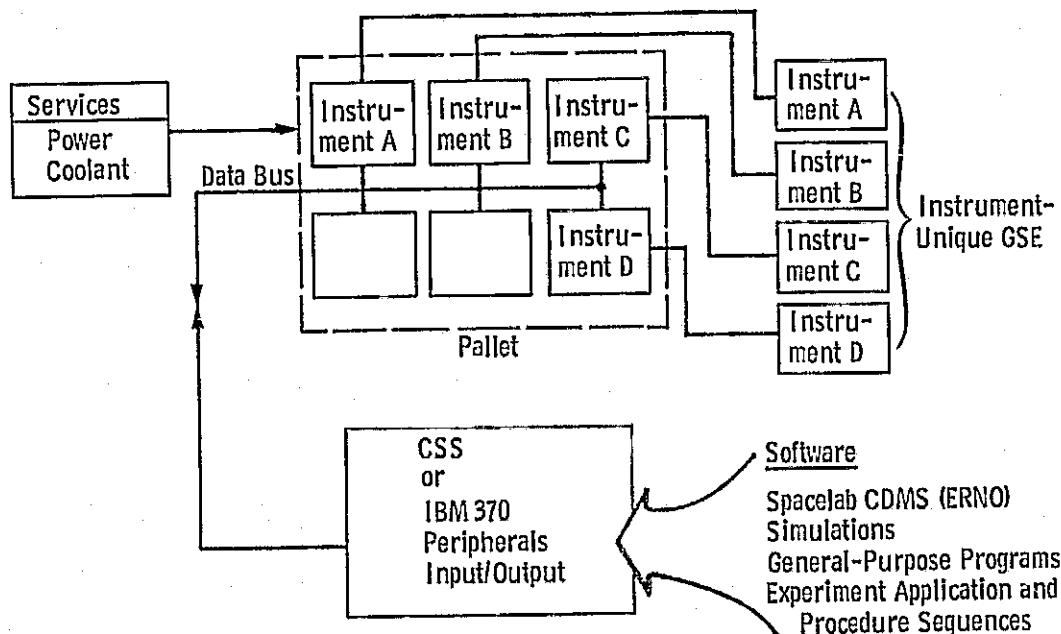 Services
Power
Coolant
Data Bus
Instru-
ment A
Instru-
ment B
Instru-
ment C
Instru-
ment D
Pallet
Instru-
ment A
Instru-
ment B
Instru-
ment C
Instru-
ment D
Instrument-
Unique GSE
CSS
or
IBM 370
Peripherals
Input/Output
Software
Spacelab CDMS (ERNO)
Simulations
General-Purpose Programs
Experiment Application and
Procedure Sequences